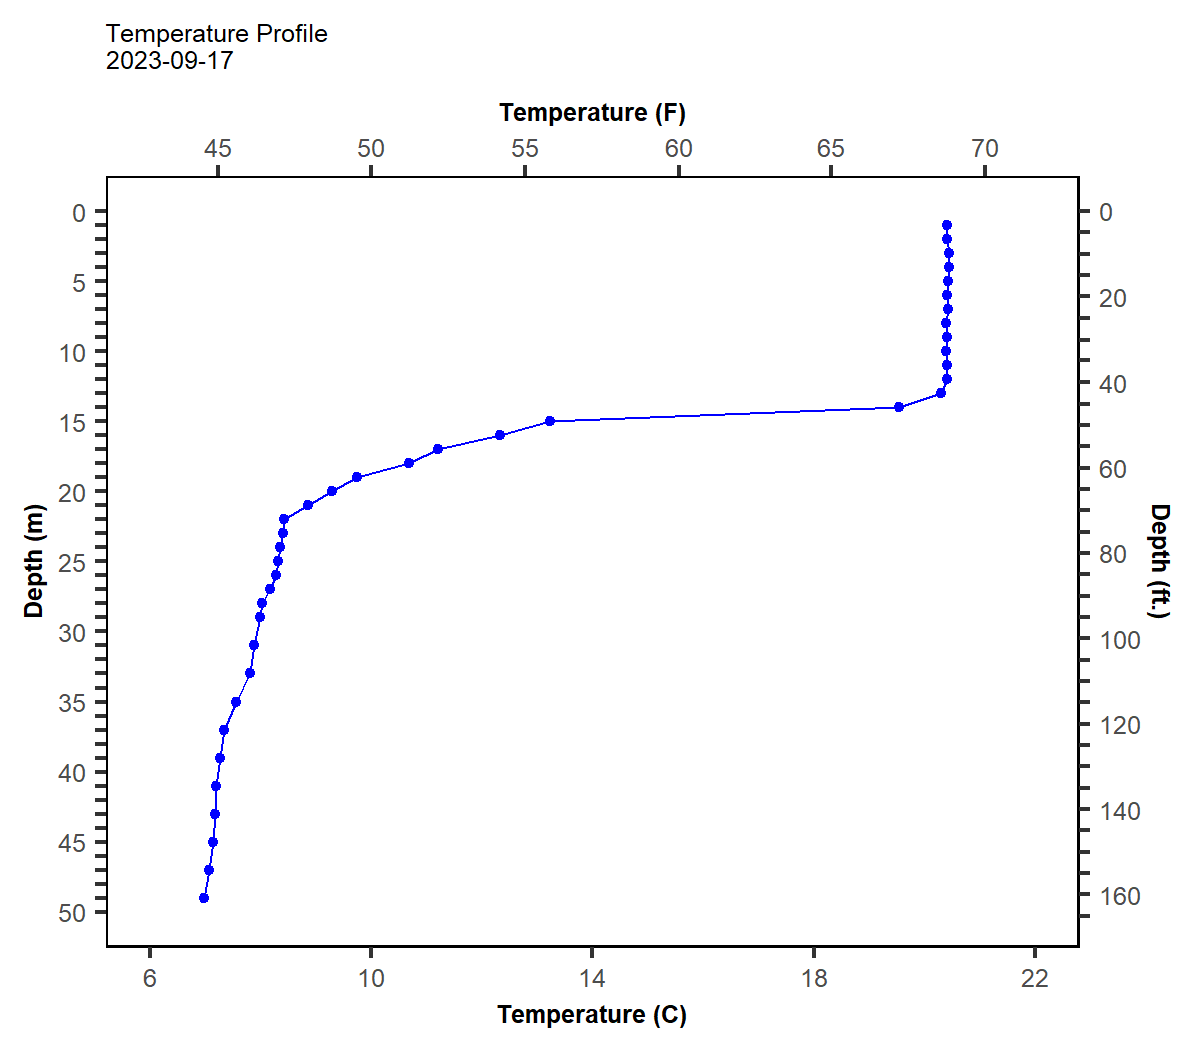 Temperature Profile
2023-09-17
Temperature (F)
45 50 55 60 65 70
0 5 10 15 20 25 30 35 40 45 50
Depth (m)
0 20 40 60 80 100 120 140 160
Depth (ft.)
6 10 14 18 22
Temperature (C)